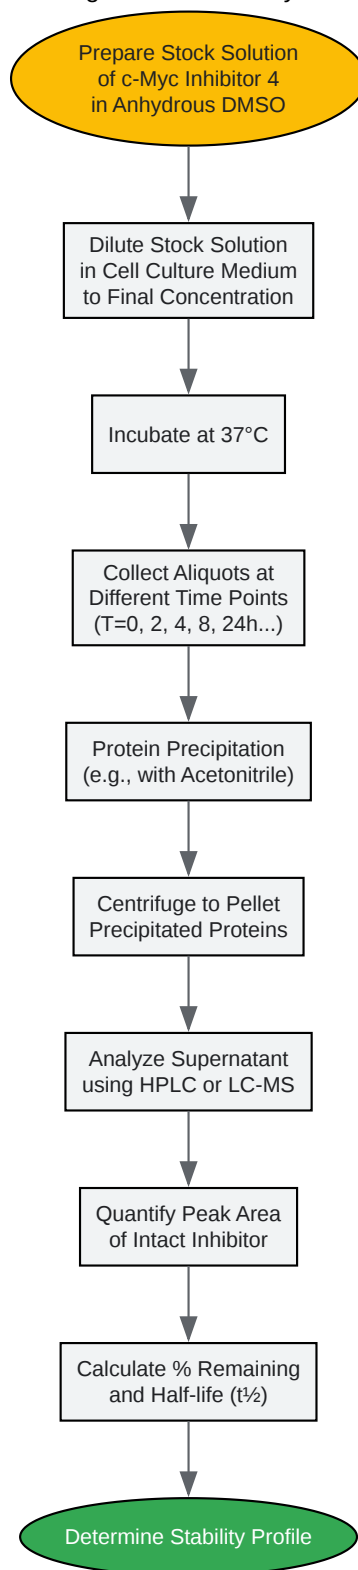 Prepare Stock Solution
of c-Myc Inhibitor 4
in Anhydrous DMSO
Dilute Stock Solution
in Cell Culture Medium
to Final Concentration
Incubate at 37°C
Collect Aliquots at
Different Time Points
(T=0, 2, 4, 8, 24h...)
Protein Precipitation
(e.g., with Acetonitrile)
Centrifuge to Pellet
Precipitated Proteins
Analyze Supernatant
using HPLC or LC-MS
Quantify Peak Area
of Intact Inhibitor
Calculate % Remaining
and Half-life (t½)
Determine Stability Profile